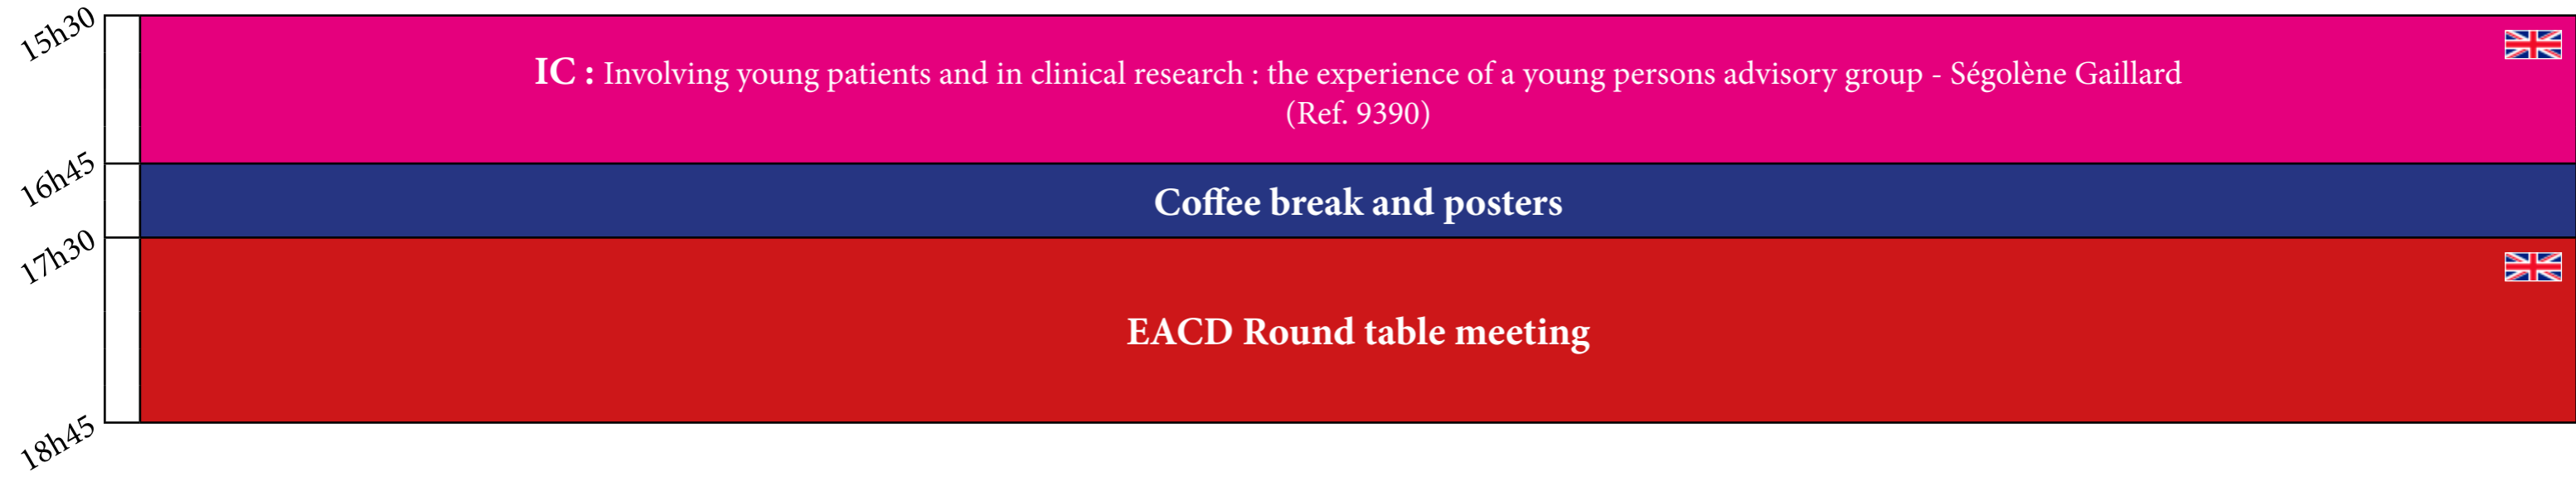 15h30
IC : Involving young patients and in clinical research : the experience of a young persons advisory group - Ségolène Gaillard
(Ref. 9390)
16h45
Coffee break and posters
17h30
EACD Round table meeting
18h45